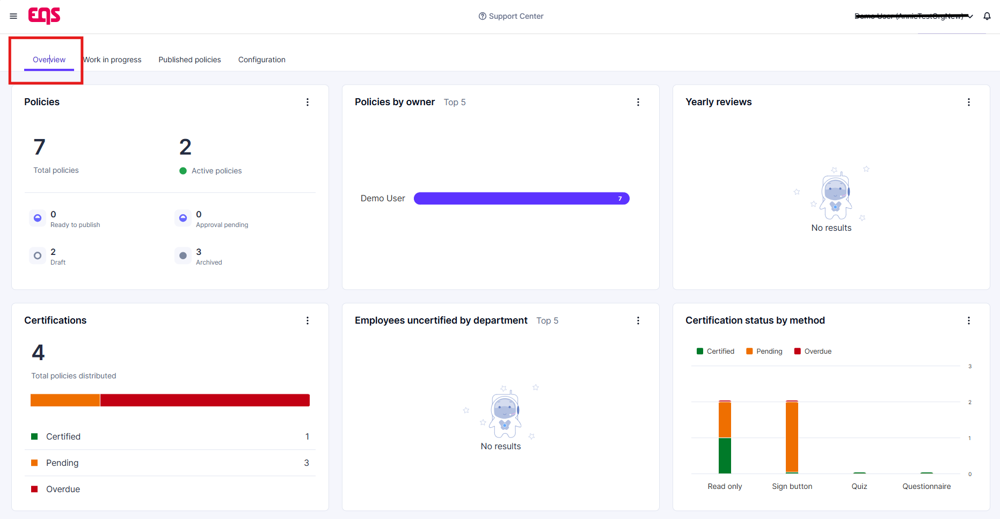 EQS
Support Center
Overview
Work in progress
Published policies
Configuration
Policies
7
Total policies
2
Active policies
0
Ready to publish
0
Approval pending
2
Draft
3
Archived
Policies by owner Top 5
Demo User 7
Yearly reviews
No results
Certifications
4
Total policies distributed
Certified 1
Pending 3
Overdue
Employees uncertified by department Top 5
No results
Certification status by method
Certified Pending Overdue
3
2
1
0
Read only Sign button Quiz Questionnaire